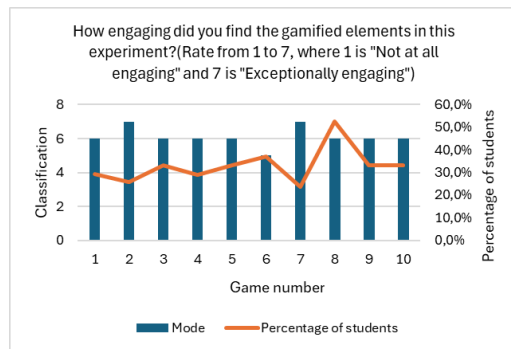 How engaging did you find the gamified elements in this
experiment?(Rate from 1 to 7, where 1 is "Not at all
engaging" and 7 is "Exceptionally engaging")
8
6
4
2
0
Classification
60,0%
50,0%
40,0%
30,0%
20,0%
10,0%
0,0%
Percentage of students
1 2 3 4 5 6 7 8 9 10
Game number
Mode Percentage of students